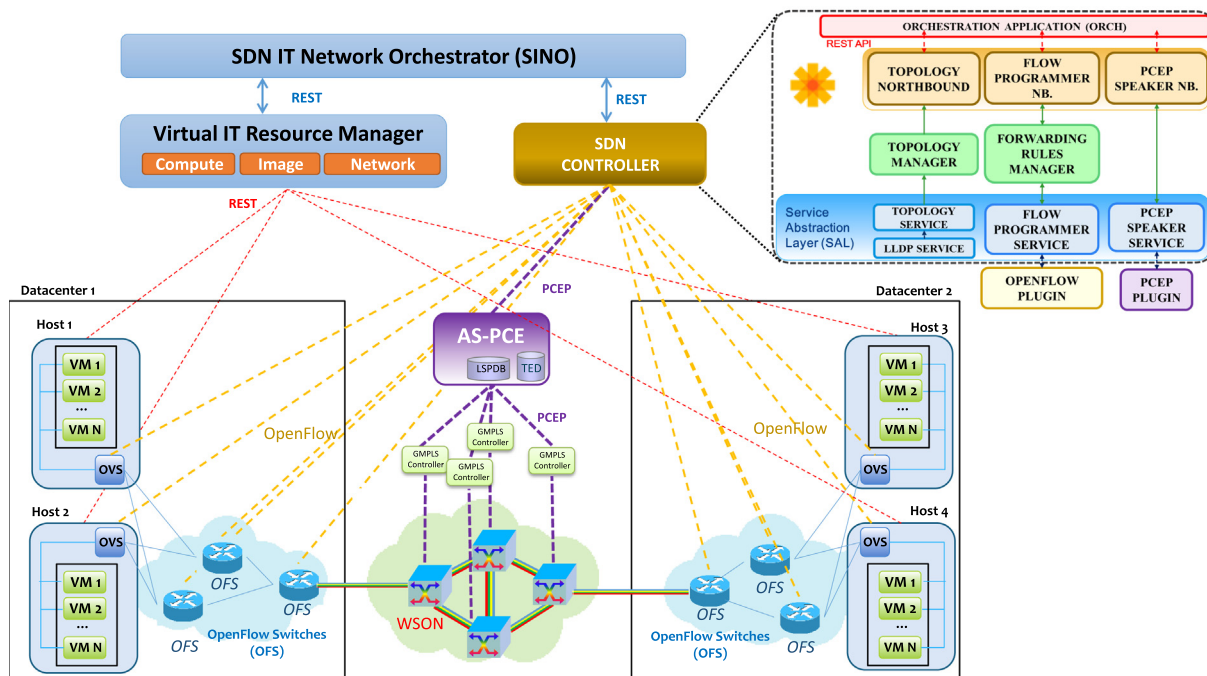 SDN IT Network Orchestrator (SINO)
REST
REST
Virtual IT Resource Manager
Compute
Image
Network
SDN
CONTROLLER
REST
ORCHESTRATION APPLICATION (ORCH)
REST API
TOPOLOGY
NORTHBOUND
FLOW
PROGRAMMER
NB.
PCEP
SPEAKER NB.
TOPOLOGY
MANAGER
FORWARDING
RULES
MANAGER
Service
Abstraction
Layer (SAL)
TOPOLOGY SERVICE
LLDP SERVICE
FLOW
PROGRAMMER
SERVICE
PCEP
SPEAKER
SERVICE
OPENFLOW
PLUGIN
PCEP
PLUGIN
Datacenter 1
Host 1
VM 1
VM 2
...
VM N
OVS
Host 2
OVS
VM 1
VM 2
...
VM N
OpenFlow
OFS
OFS
OFS
OpenFlow Switches
(OFS)
PCEP
AS-PCE
LSPDB
TED
PCEP
GMPLS
Controller
GMPLS
Controller
GMPLS
Controller
GMPLS
Controller
WSON
Datacenter 2
Host 3
VM 1
VM 2
...
VM N
OVS
OpenFlow
Host 4
OVS
VM 1
VM 2
...
VM N
OFS
OFS
OFS
OpenFlow Switches
(OFS)